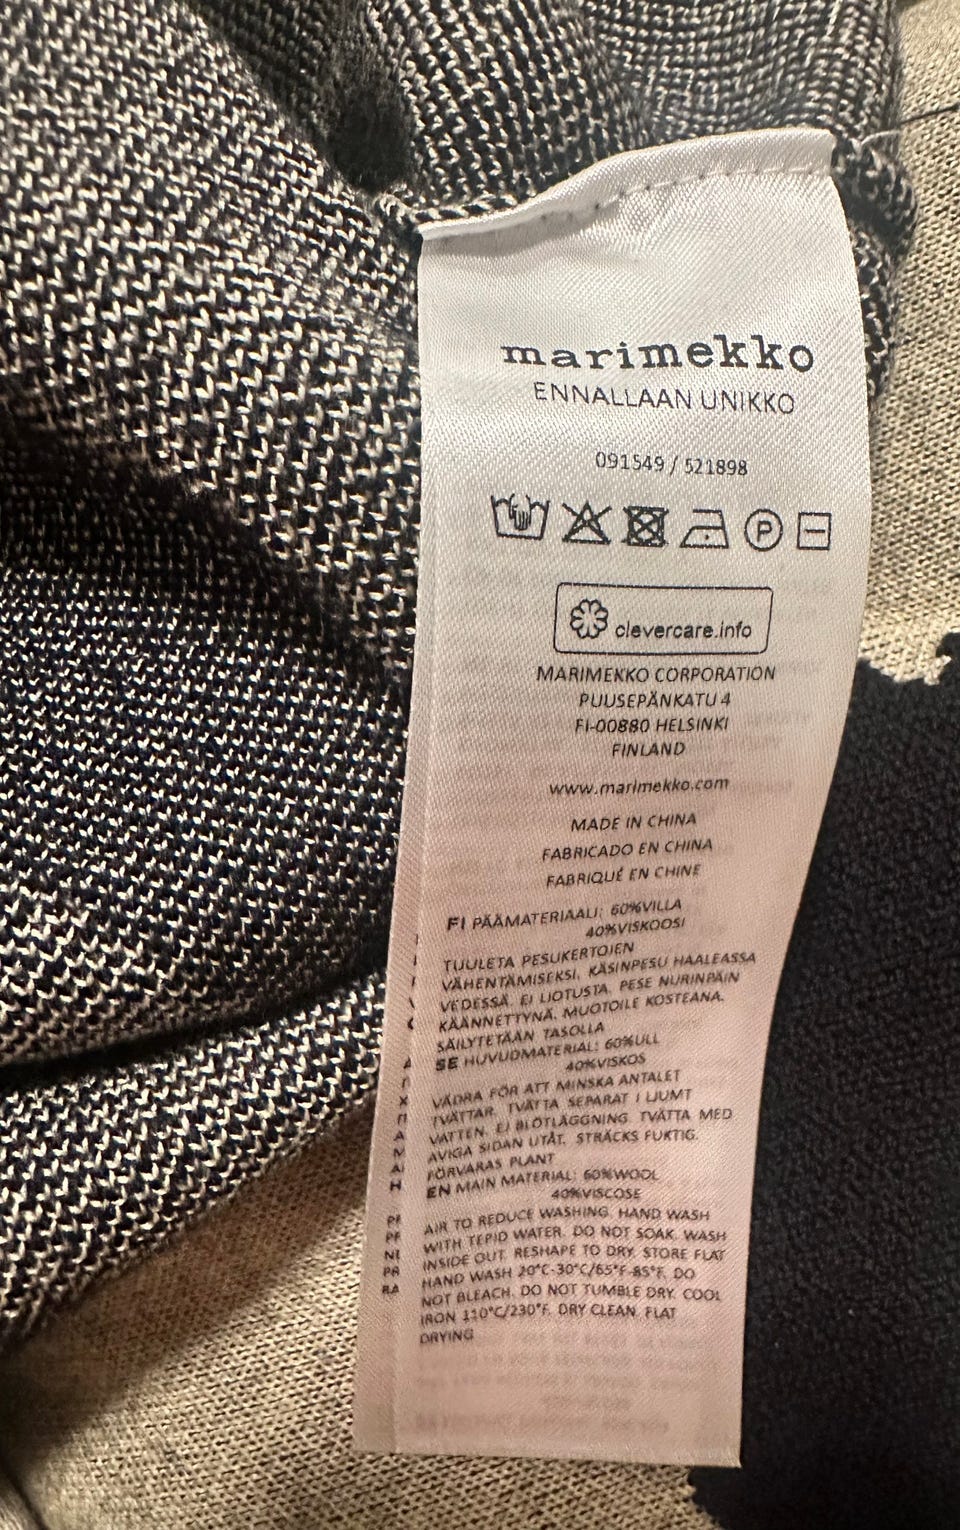 marimekko
ENNALLAAN UNIKKO
091549 / 521898
P
clevercare.info
MARIMEKKO CORPORATION
PUUSEPÄNKATU 4
FI-00880 HELSINKI
FINLAND
www.marimekko.com
MADE IN CHINA
FABRICADO EN CHINA
FABRIQUÉ EN CHINE
FI PÄÄMATERIAALI: 60%VILLA
40%VISKOOSI
TUULETA PESUKERTOJEN
VÄHENTÄMISEKSI. KÄSINPESU HAALEASSA
VEDESSÄ. EI LIOTUSTA. PESE NURINPÄIN
KÄÄNNETTYNÄ. MUOTOILE KOSTEANA.
SÄILYTETÄÄN TASOLLA
SE HUVUDMATERIAL: 60%ULL
40%VISKOS
VÄDRA FÖR ATT MINSKA ANTALET
TVÄTTAR. TVÄTTA SEPARAT I LJUMT
VATTEN. EJ BLÖTLÄGGNING. TVÄTTA MED
AVIGA SIDAN UTÅT. STRÄCKS FUKTIG.
FÖRVARAS PLANT
EN MAIN MATERIAL: 60%WOOL
40%VISCOSE
AIR TO REDUCE WASHING. HAND WASH
WITH TEPID WATER. DO NOT SOAK. WASH
INSIDE OUT. RESHAPE TO DRY. STORE FLAT
HAND WASH 20°C-30°C/65°F-85°F. DO
NOT BLEACH. DO NOT TUMBLE DRY. COOL
IRON 110°C/230°F. DRY CLEAN. FLAT
DRYING